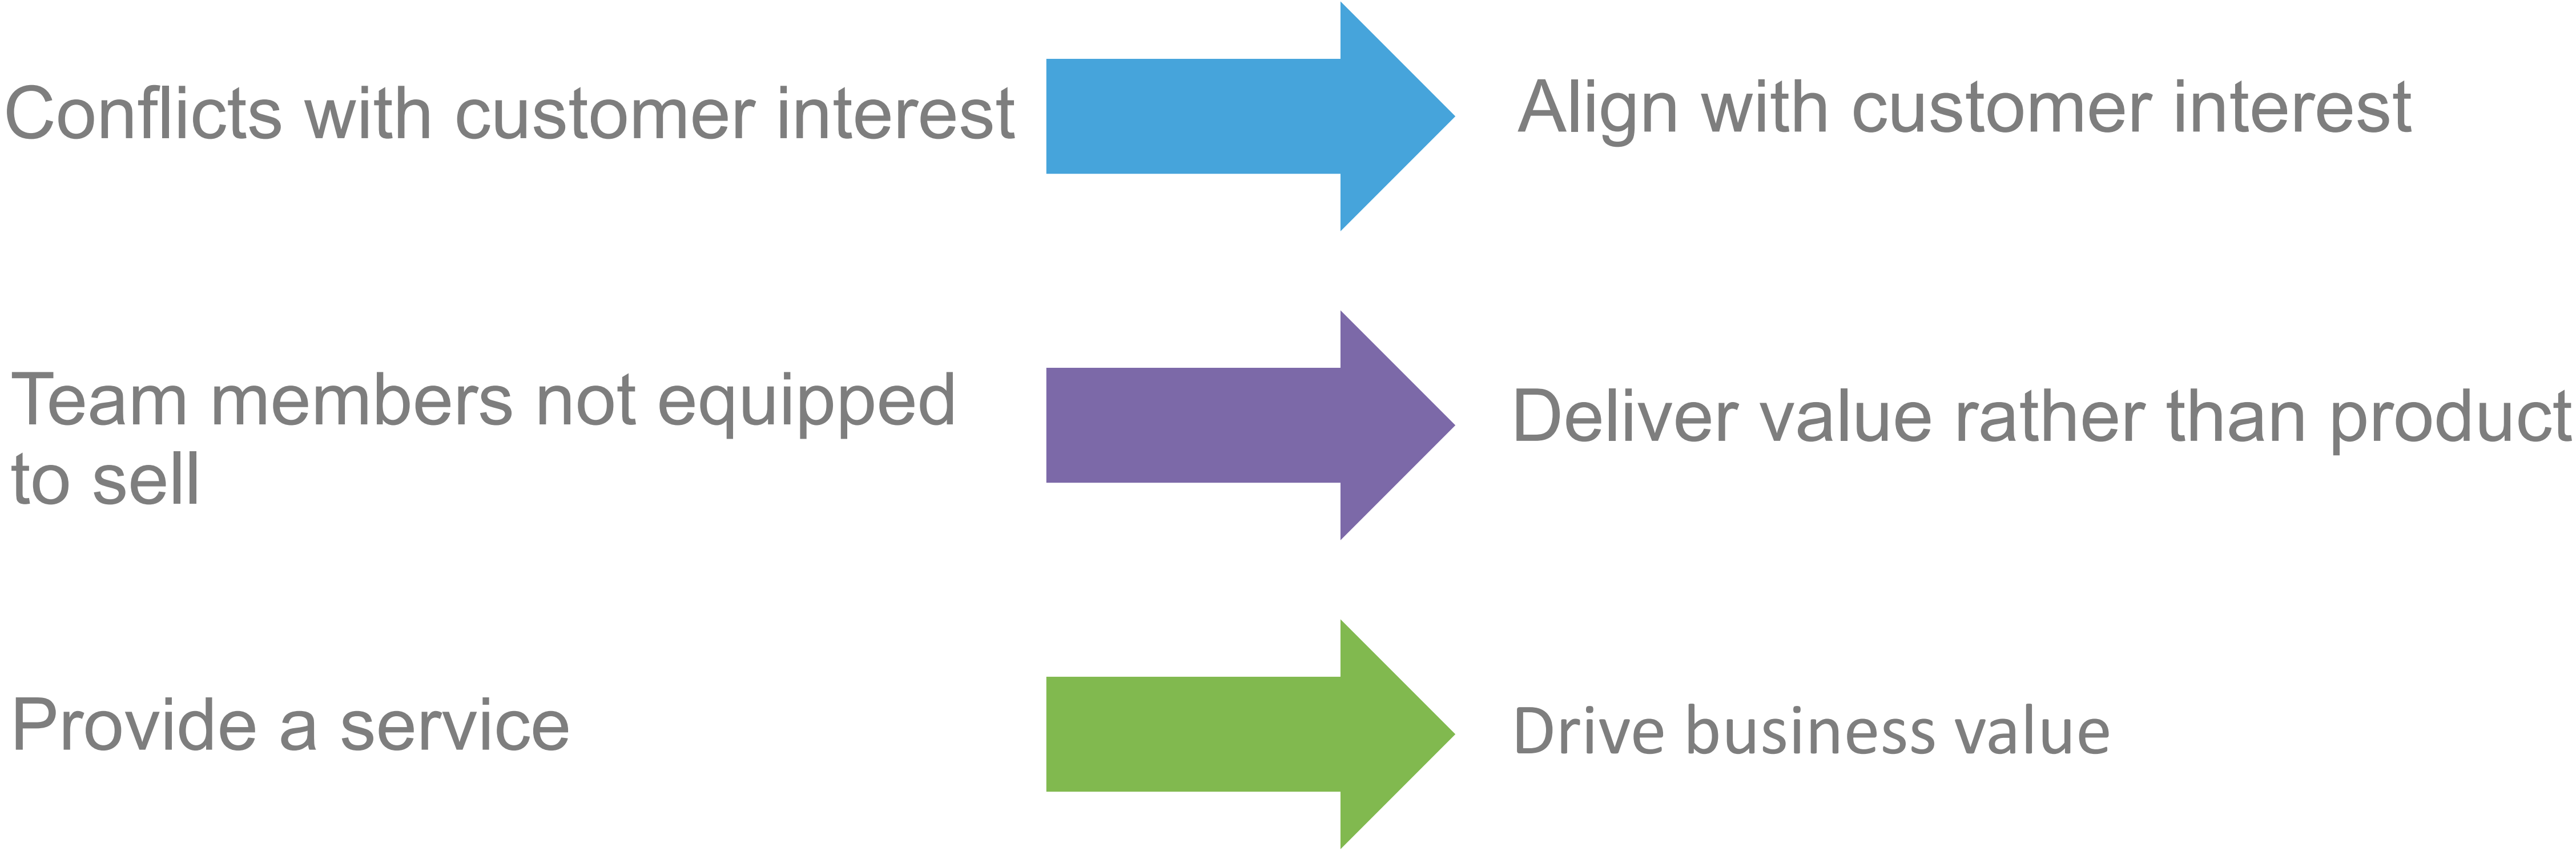 Conflicts with customer interest
Align with customer interest
Team members not equipped
to sell
Deliver value rather than product
Provide a service
Drive business value